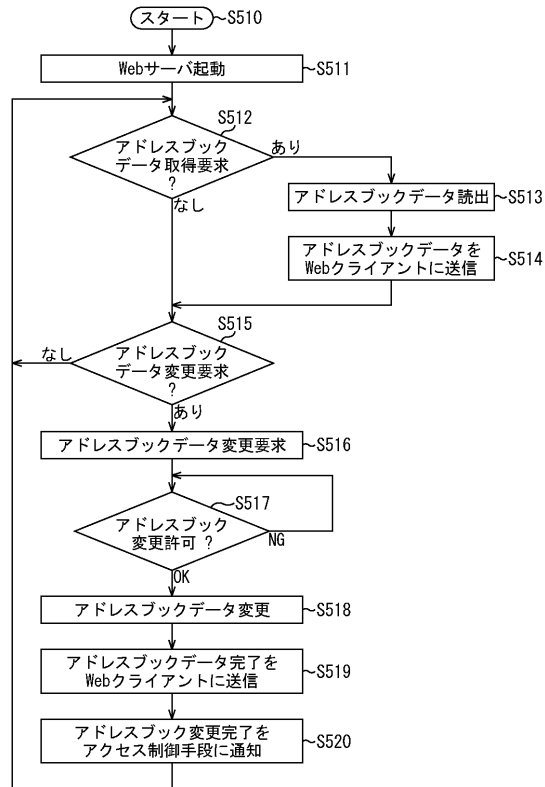 スタート
S510
Webサーバ起動
S511
S512
アドレスブック
データ取得要求
?
あり
なし
アドレスブックデータ読出
S513
アドレスブックデータを
Webクライアントに送信
S514
S515
アドレスブック
データ変更要求
?
なし
あり
アドレスブックデータ変更要求
S516
S517
アドレスブック
変更許可 ?
NG
OK
アドレスブックデータ変更
S518
アドレスブックデータ完了を
Webクライアントに送信
S519
アドレスブック変更完了を
アクセス制御手段に通知
S520